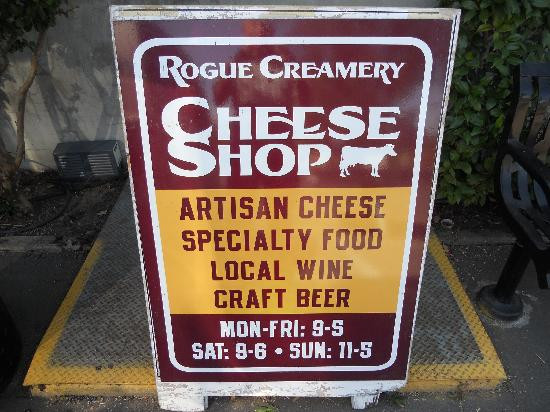 ROGUE CREAMERY
CHEESE
SHOP
ARTISAN CHEESE
SPECIALTY FOOD
LOCAL WINE
CRAFT BEER
MON-FRI: 9-5
SAT: 9-6 • SUN: 11-5